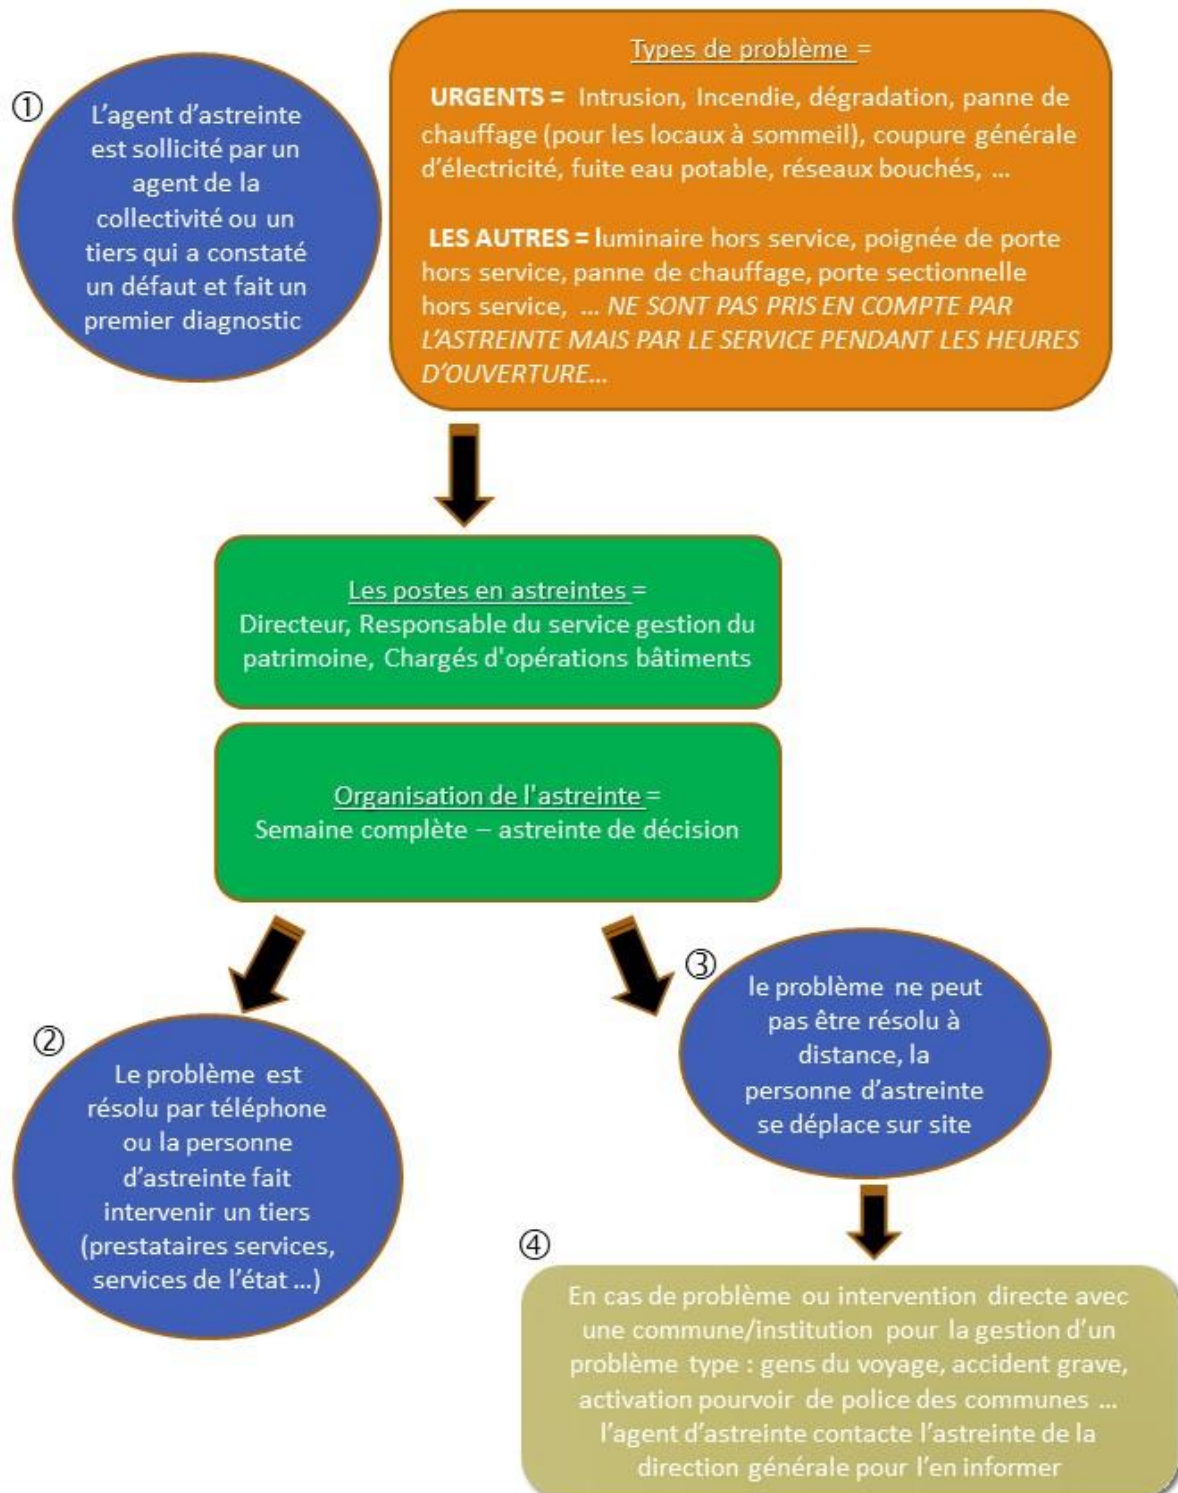 ①
L'agent d'astreinte
est sollicité par un
agent de la
collectivité ou un
tiers qui a constaté
un défaut et fait un
premier diagnostic
Types de problème =
URGENTS = Intrusion, Incendie, dégradation, panne de
chauffage (pour les locaux à sommeil), coupure générale
d'électricité, fuite eau potable, réseaux bouchés, ...
LES AUTRES = luminaire hors service, poignée de porte
hors service, panne de chauffage, porte sectionnelle
hors service, ... NE SONT PAS PRIS EN COMPTE PAR
L'ASTREINTE MAIS PAR LE SERVICE PENDANT LES HEURES
D'OUVERTURE...
Les postes en astreintes =
Directeur, Responsable du service gestion du
patrimoine, Chargés d'opérations bâtiments
Organisation de l'astreinte =
Semaine complète – astreinte de décision
②
Le problème est
résolu par téléphone
ou la personne
d'astreinte fait
intervenir un tiers
(prestataires services,
services de l'état ...)
③
le problème ne peut
pas être résolu à
distance, la
personne d'astreinte
se déplace sur site
④
En cas de problème ou intervention directe avec
une commune/institution pour la gestion d'un
problème type : gens du voyage, accident grave,
activation pourvoir de police des communes ...
l'agent d'astreinte contacte l'astreinte de la
direction générale pour l'en informer